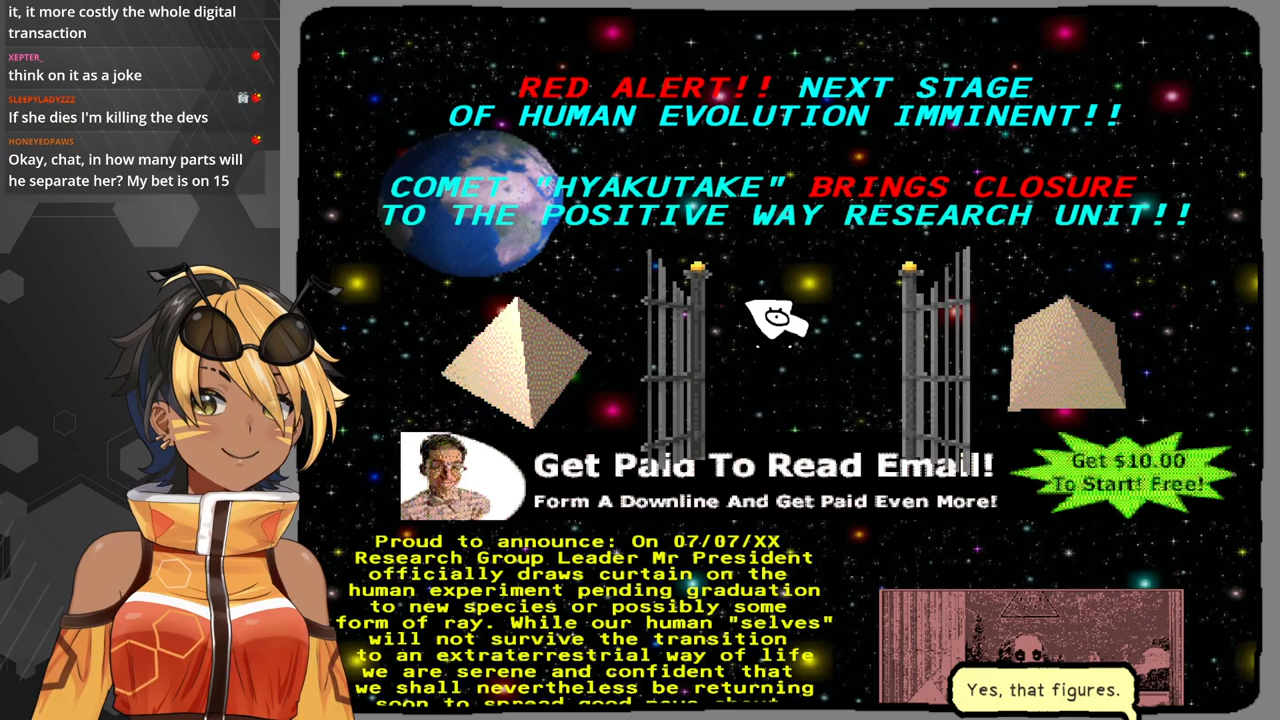 it, it more costly the whole digital
transaction
XEPTER_
think on it as a joke
SLEEPYLADYZZZ
If she dies I'm killing the devs
HONEYEDPAWS
Okay, chat, in how many parts will
he separate her? My bet is on 15
RED ALERT!! NEXT STAGE
OF HUMAN EVOLUTION IMMINENT!!
COMET "HYAKUTAKE" BRINGS CLOSURE
TO THE POSITIVE WAY RESEARCH UNIT!!
Get Paid To Read Email!
Form A Downline And Get Paid Even More!
Get $10.00
To Start! Free!
Proud to announce: On 07/07/XX
Research Group Leader Mr President
officially draws curtain on the
human experiment pending graduation
to new species or possibly some
form of ray. While our human "selves"
will not survive the transition
to an extraterrestrial way of life
we are serene and confident that
we shall nevertheless be returning
soon to spread good news about
Yes, that figures.